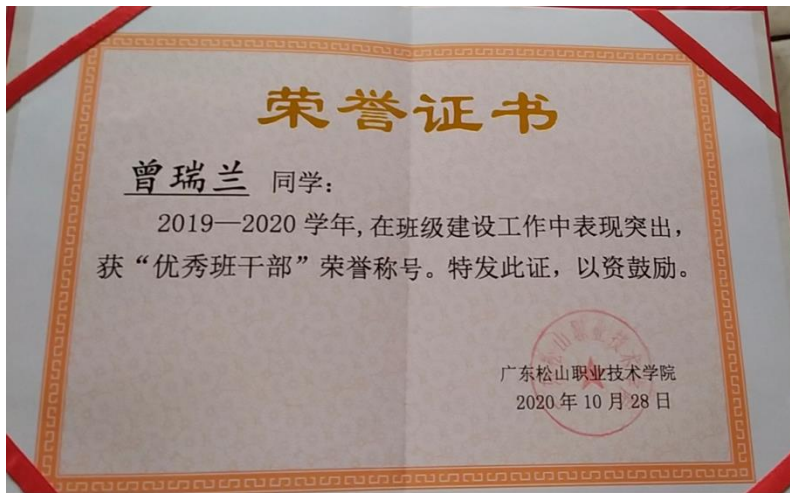 荣誉证书
曾瑞兰 同学：
2019—2020 学年，在班级建设工作中表现突出，
获“优秀班干部”荣誉称号。特发此证，以资鼓励。
广东松山职业技术学院
2020 年 10 月 28 日